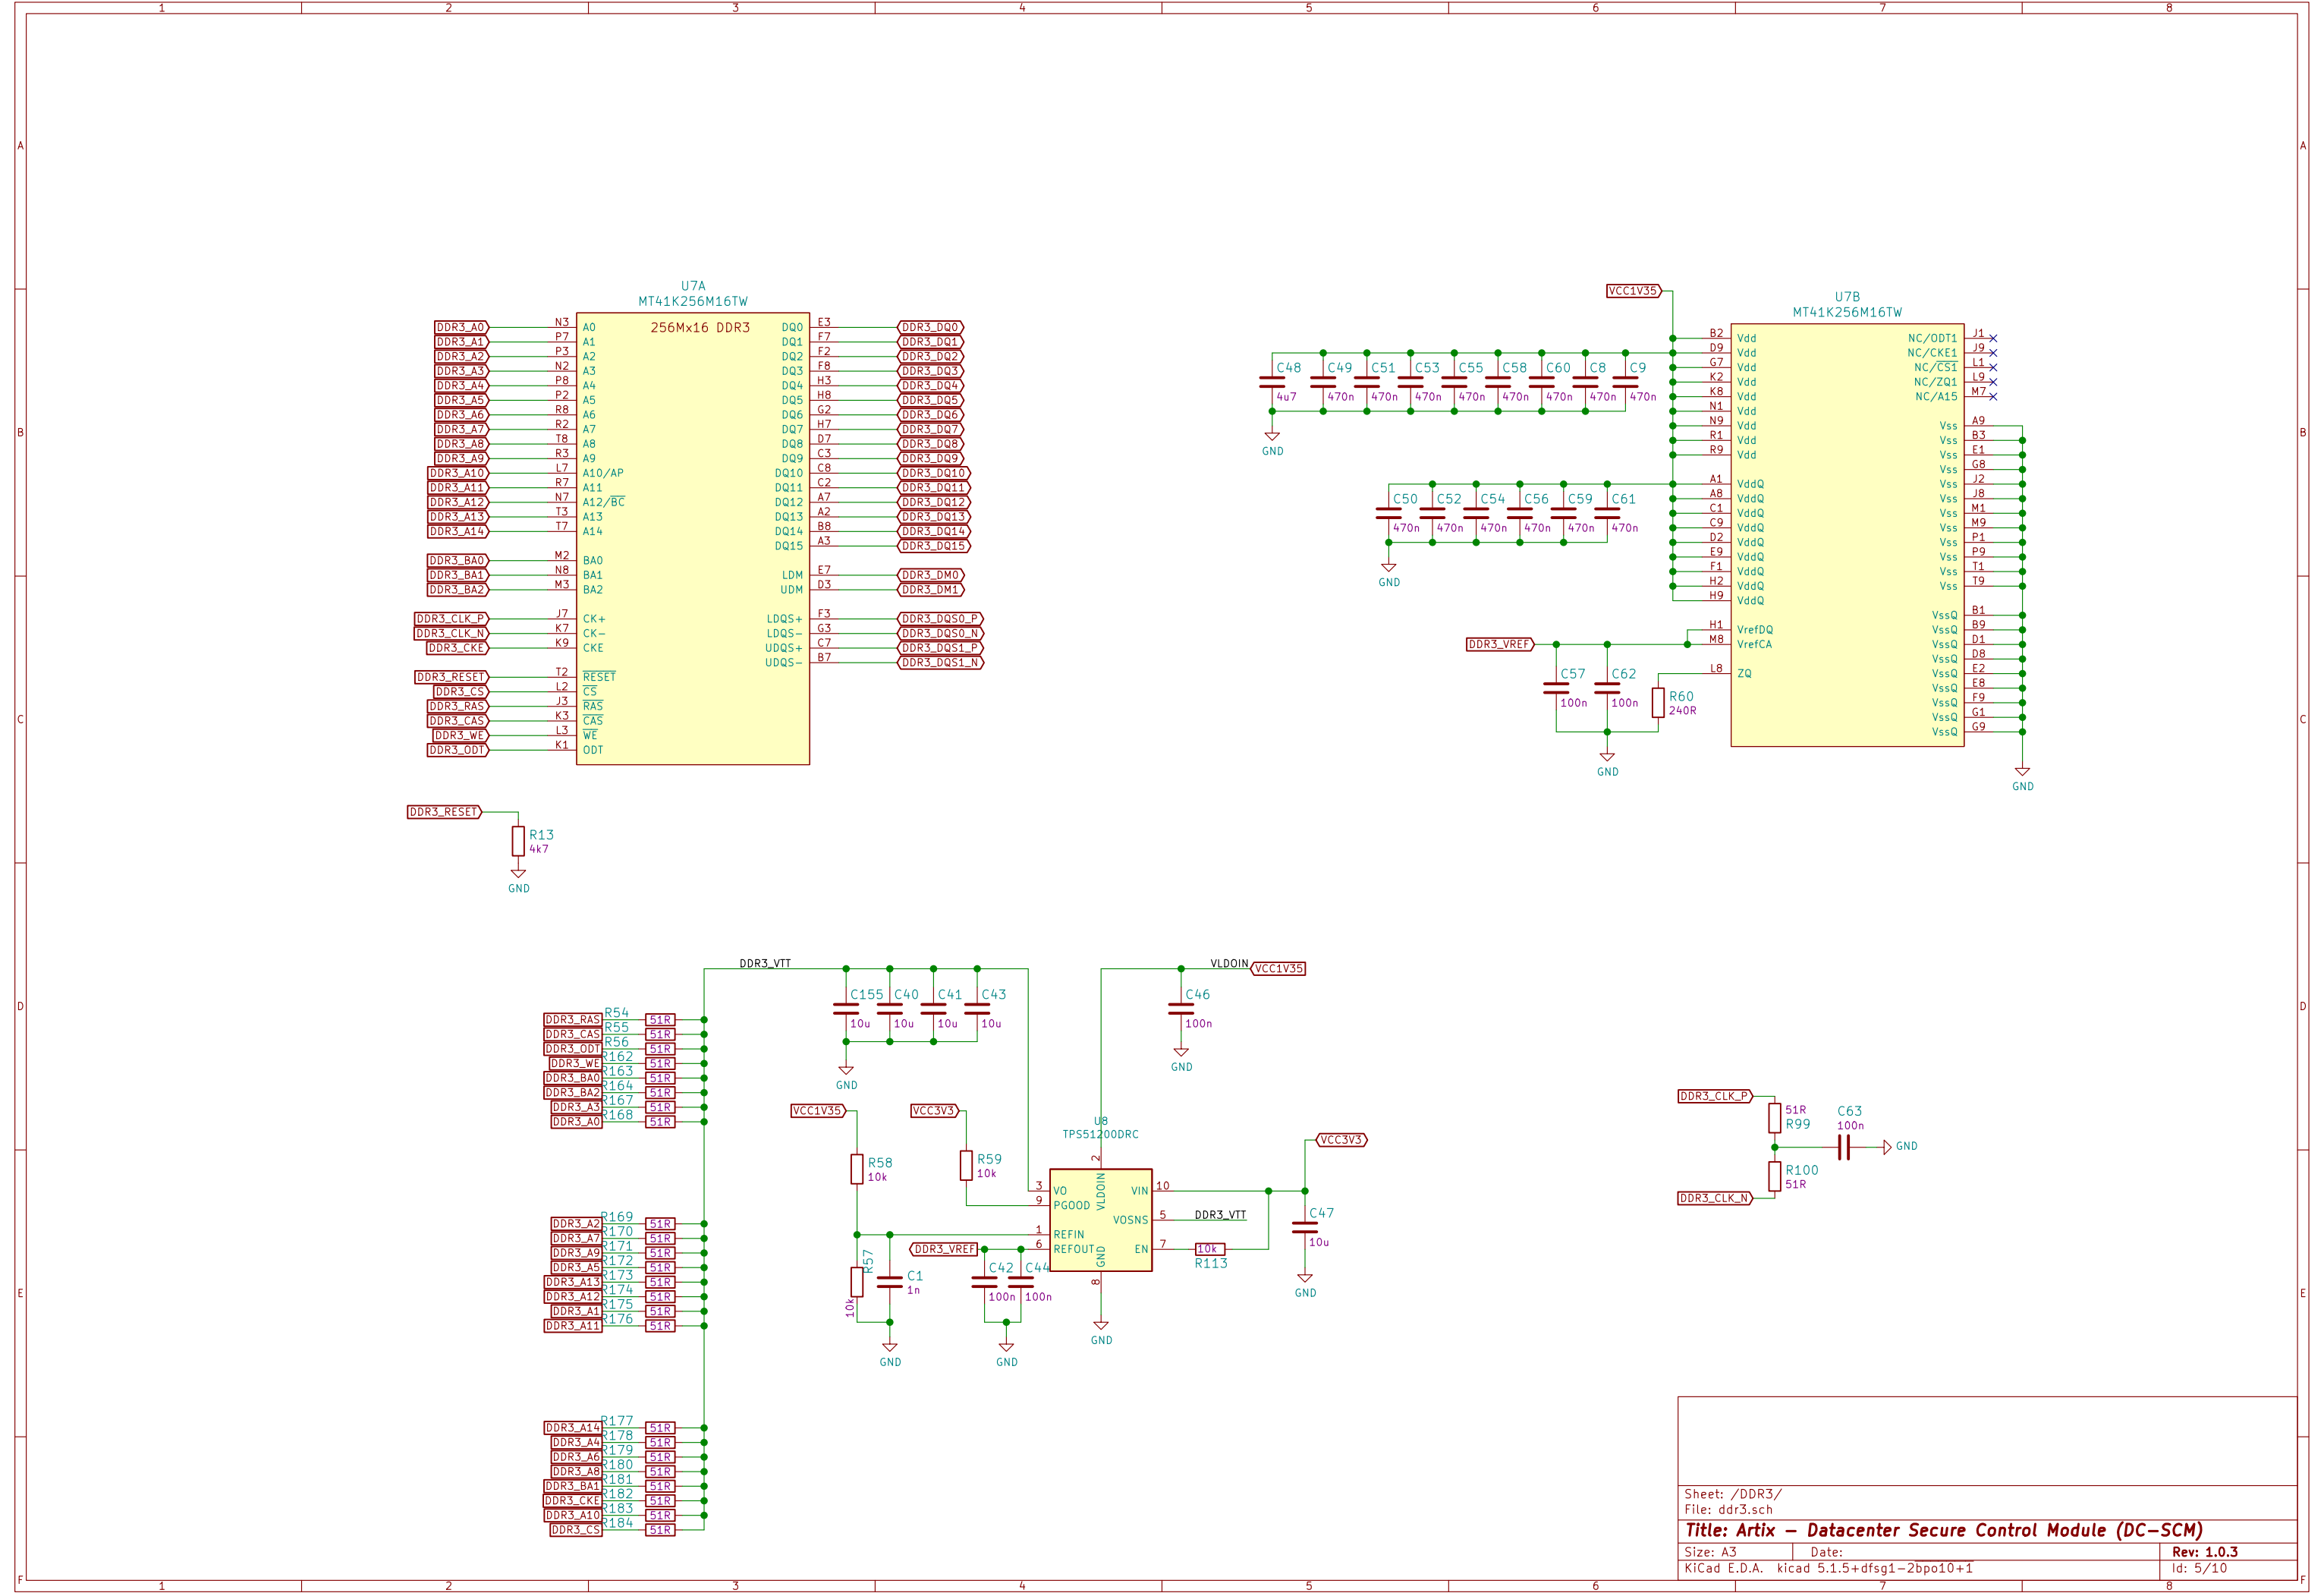 1 2 3 4 5 6 7 8
A A
B B
C C
D D
E E
F F
U7A
MT41K256M16TW
256Mx16 DDR3
DDR3_A0 N3 A0 DQ0 E3 DDR3_DQ0
DDR3_A1 P7 A1 DQ1 F7 DDR3_DQ1
DDR3_A2 P3 A2 DQ2 F2 DDR3_DQ2
DDR3_A3 N2 A3 DQ3 F8 DDR3_DQ3
DDR3_A4 P8 A4 DQ4 H3 DDR3_DQ4
DDR3_A5 P2 A5 DQ5 H8 DDR3_DQ5
DDR3_A6 R8 A6 DQ6 G2 DDR3_DQ6
DDR3_A7 R2 A7 DQ7 H7 DDR3_DQ7
DDR3_A8 T8 A8 DQ8 D7 DDR3_DQ8
DDR3_A9 R3 A9 DQ9 C3 DDR3_DQ9
DDR3_A10 L7 A10/AP DQ10 C8 DDR3_DQ10
DDR3_A11 R7 A11 DQ11 C2 DDR3_DQ11
DDR3_A12 N7 A12/BC DQ12 A7 DDR3_DQ12
DDR3_A13 T3 A13 DQ13 A2 DDR3_DQ13
DDR3_A14 T7 A14 DQ14 B8 DDR3_DQ14
DQ15 A3 DDR3_DQ15
DDR3_BA0 M2 BA0
DDR3_BA1 N8 BA1 LDM E7 DDR3_DM0
DDR3_BA2 M3 BA2 UDM D3 DDR3_DM1
DDR3_CLK_P J7 CK+ LDQS+ F3 DDR3_DQS0_P
DDR3_CLK_N K7 CK- LDQS- G3 DDR3_DQS0_N
DDR3_CKE K9 CKE UDQS+ C7 DDR3_DQS1_P
UDQS- B7 DDR3_DQS1_N
DDR3_RESET T2 RESET
DDR3_CS L2 CS
DDR3_RAS J3 RAS
DDR3_CAS K3 CAS
DDR3_WE L3 WE
DDR3_ODT K1 ODT
DDR3_RESET
R13
4k7
GND
VCC1V35
U7B
MT41K256M16TW
B2 Vdd NC/ODT1 J1
D9 Vdd NC/CKE1 J9
G7 Vdd NC/CS1 L1
K2 Vdd NC/ZQ1 L9
K8 Vdd NC/A15 M7
N1 Vdd
N9 Vdd Vss A9
R1 Vdd Vss B3
R9 Vdd Vss E1
Vss G8
A1 VddQ Vss J2
A8 VddQ Vss J8
C1 VddQ Vss M1
C9 VddQ Vss M9
D2 VddQ Vss P1
E9 VddQ Vss P9
F1 VddQ Vss T1
H2 VddQ Vss T9
H9 VddQ
VssQ B1
H1 VrefDQ VssQ B9
M8 VrefCA VssQ D1
VssQ D8
L8 ZQ VssQ E2
VssQ E8
VssQ F9
VssQ G1
VssQ G9
GND
C48 C49 C51 C53 C55 C58 C60 C8 C9
4u7 470n 470n 470n 470n 470n 470n 470n 470n
GND
C50 C52 C54 C56 C59 C61
470n 470n 470n 470n 470n 470n
GND
DDR3_VREF
C57 C62 R60
100n 100n 240R
GND
DDR3_VTT
C155 C40 C41 C43
10u 10u 10u 10u
GND
VLDOIN VCC1V35
C46
100n
GND
DDR3_RAS R54 51R
DDR3_CAS R55 51R
DDR3_ODT R56 51R
DDR3_WE R162 51R
DDR3_BA0 R163 51R
DDR3_BA2 R164 51R
DDR3_A3 R167 51R
DDR3_A0 R168 51R
DDR3_A2 R169 51R
DDR3_A7 R170 51R
DDR3_A9 R171 51R
DDR3_A5 R172 51R
DDR3_A13 R173 51R
DDR3_A12 R174 51R
DDR3_A1 R175 51R
DDR3_A11 R176 51R
DDR3_A14 R177 51R
DDR3_A4 R178 51R
DDR3_A6 R179 51R
DDR3_A8 R180 51R
DDR3_BA1 R181 51R
DDR3_CKE R182 51R
DDR3_A10 R183 51R
DDR3_CS R184 51R
VCC1V35 VCC3V3
R58
10k
R59
10k
R57
10k
C1
1n
GND
DDR3_VREF
C42 C44
100n 100n
GND
U8
TPS51200DRC
2 VLDOIN
3 VO VIN 10
9 PGOOD
VOSNS 5 DDR3_VTT
1 REFIN
6 REFOUT EN 7
8 GND
GND
10k
R113
VCC3V3
C47
10u
GND
DDR3_CLK_P
51R
R99
C63
100n
GND
R100
51R
DDR3_CLK_N
Sheet: /DDR3/
File: ddr3.sch
Title: Artix – Datacenter Secure Control Module (DC–SCM)
Size: A3 Date: Rev: 1.0.3
KiCad E.D.A. kicad 5.1.5+dfsg1-2bpo10+1 Id: 5/10
1 2 3 4 5 6 7 8